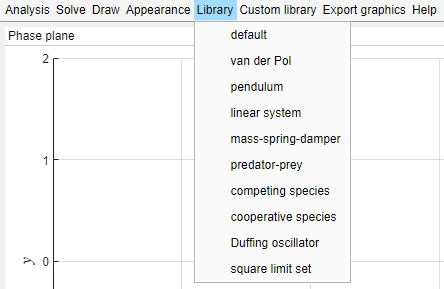 Analysis Solve Draw Appearance Library Custom library Export graphics Help
Phase plane
default
van der Pol
pendulum
linear system
mass-spring-damper
predator-prey
competing species
cooperative species
Duffing oscillator
square limit set
2
1
0
y